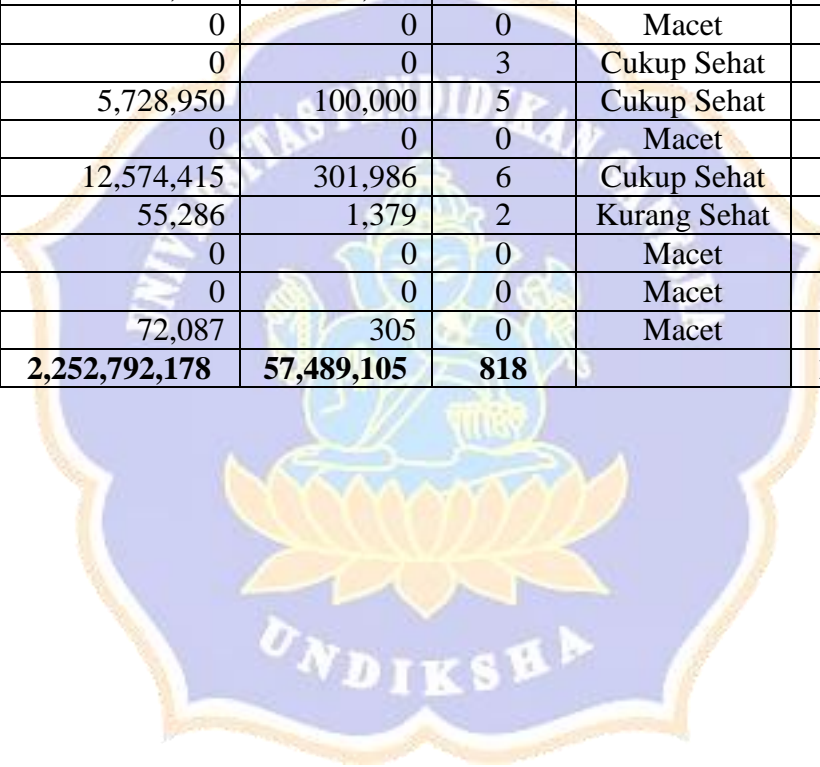 0 0 0 Macet
0 0 3 Cukup Sehat
5,728,950 100,000 5 Cukup Sehat
0 0 0 Macet
12,574,415 301,986 6 Cukup Sehat
55,286 1,379 2 Kurang Sehat
0 0 0 Macet
0 0 0 Macet
72,087 305 0 Macet
2,252,792,178 57,489,105 818
UNIVERSITAS PENDIDIKAN GANESHA
UNDIKSHA